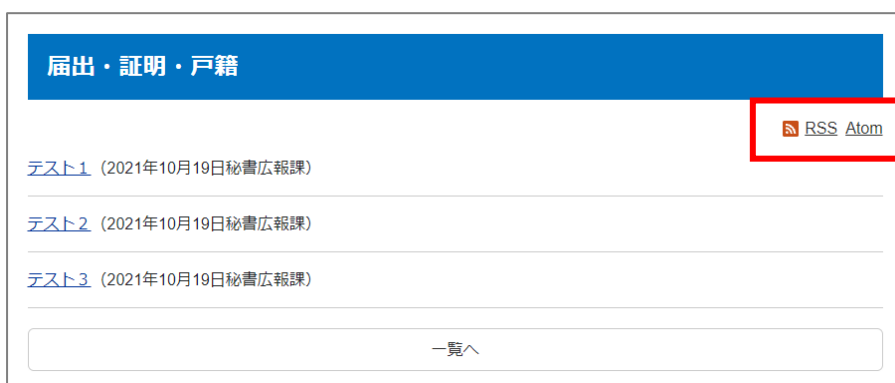 届出・証明・戸籍
RSS Atom
テスト１（2021年10月19日秘書広報課）
テスト２（2021年10月19日秘書広報課）
テスト３（2021年10月19日秘書広報課）
一覧へ